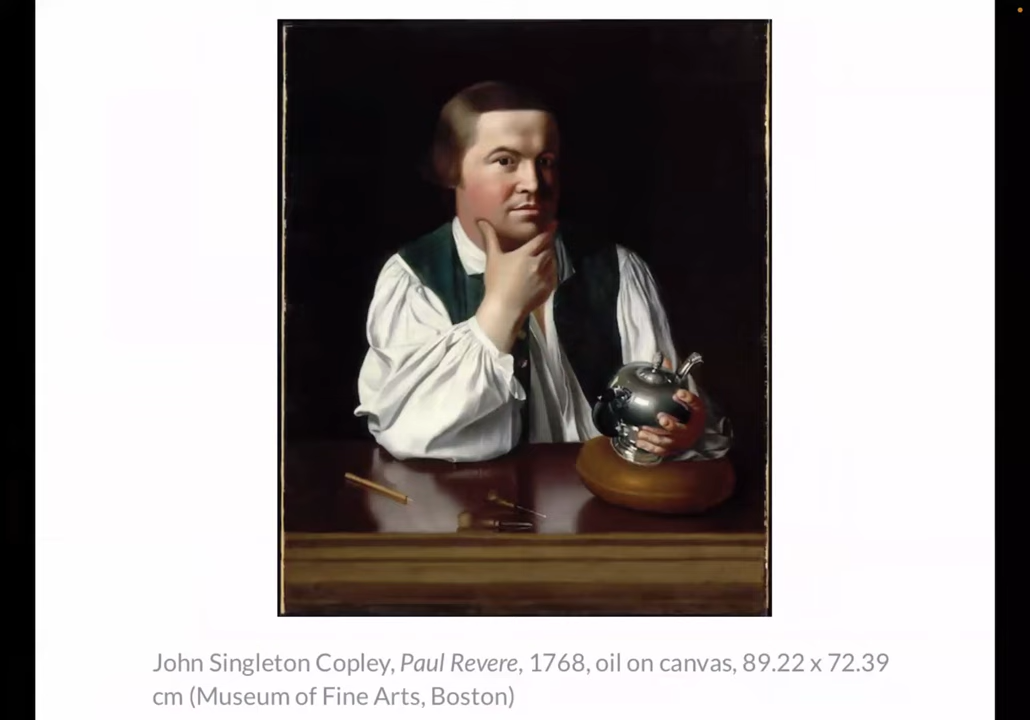 John Singleton Copley, Paul Revere, 1768, oil on canvas, 89.22 x 72.39
cm (Museum of Fine Arts, Boston)